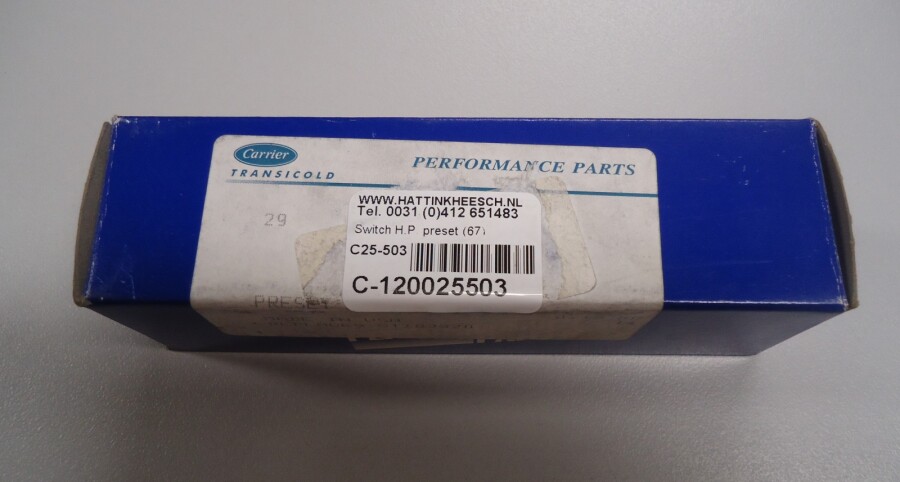 Carrier
TRANSICOLD
PERFORMANCE PARTS
29
WWW.HATTINKHEESCH.NL
Tel. 0031 (0)412 651483
Switch H.P. preset (67)
C25-503
C-120025503